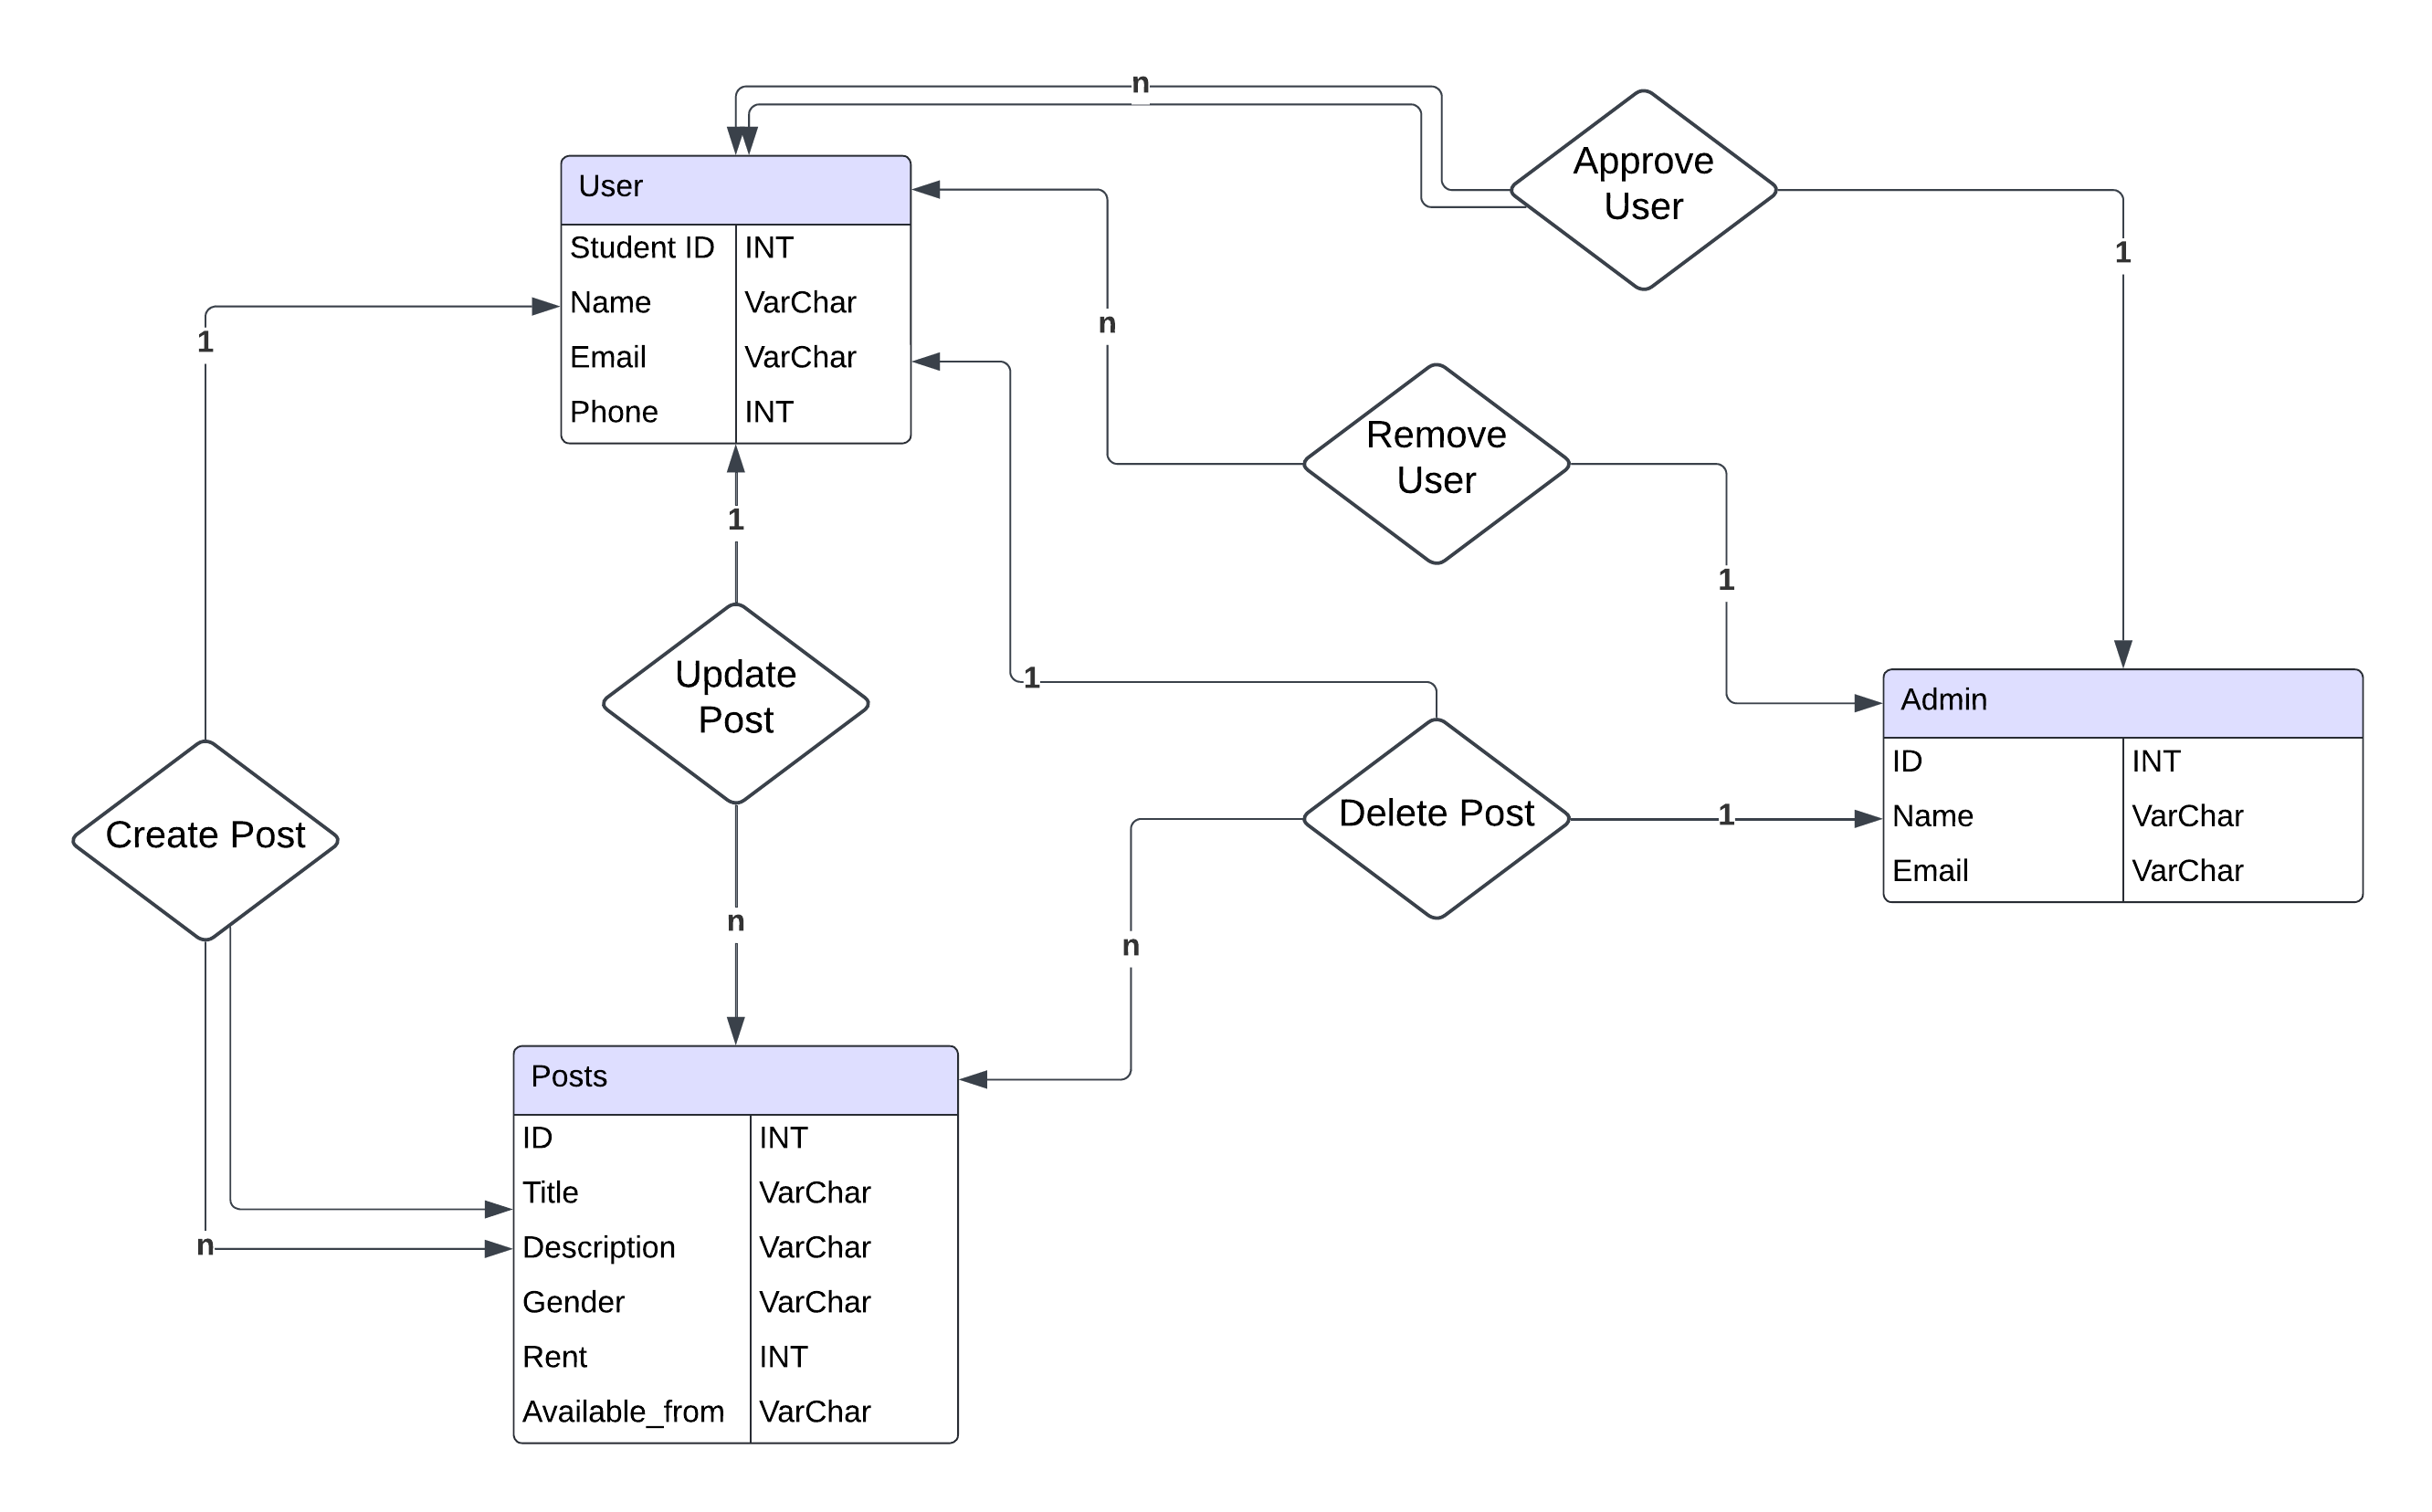 n
Approve
User
1
User
Student ID INT
Name VarChar
Email VarChar
Phone INT
1
n
Remove
User
1
1
Update
Post
1
n
Create Post
1
n
Delete Post
1
n
Admin
ID INT
Name VarChar
Email VarChar
Posts
ID INT
Title VarChar
Description VarChar
Gender VarChar
Rent INT
Available_from VarChar